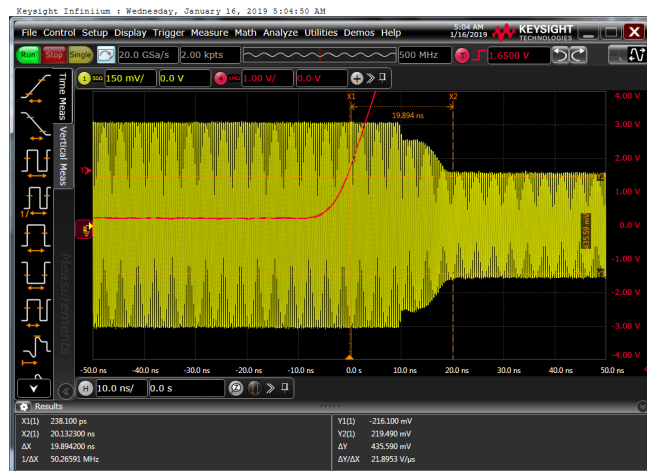 Keysight Infiniium : Wednesday, January 16, 2019 5:04:50 AM
File Control Setup Display Trigger Measure Math Analyze Utilities Demos Help
5:04 AM
1/16/2019
KEYSIGHT
TECHNOLOGIES
Run Stop Single 20.0 GSa/s 2.00 kpts 500 MHz T 1.6500 V
1 50Ω 150 mV/ 0.0 V 4 1MΩ 1.00 V/ 0.0 V
Time Meas
Vertical Meas
Measurements
1/
X1 X2
19.894 ns
435.59 mV
T
4.00 V
3.00 V
2.00 V
1.00 V
0.0 V
-1.00 V
-2.00 V
-3.00 V
-4.00 V
-50.0 ns -40.0 ns -30.0 ns -20.0 ns -10.0 ns 0.0 s 10.0 ns 20.0 ns 30.0 ns 40.0 ns 50.0 ns
H 10.0 ns/ 0.0 s
Results
X1(1) 238.100 ps Y1(1) -216.100 mV
X2(1) 20.132300 ns Y2(1) 219.490 mV
ΔX 19.894200 ns ΔY 435.590 mV
1/ΔX 50.26591 MHz ΔY/ΔX 21.8953 V/µs